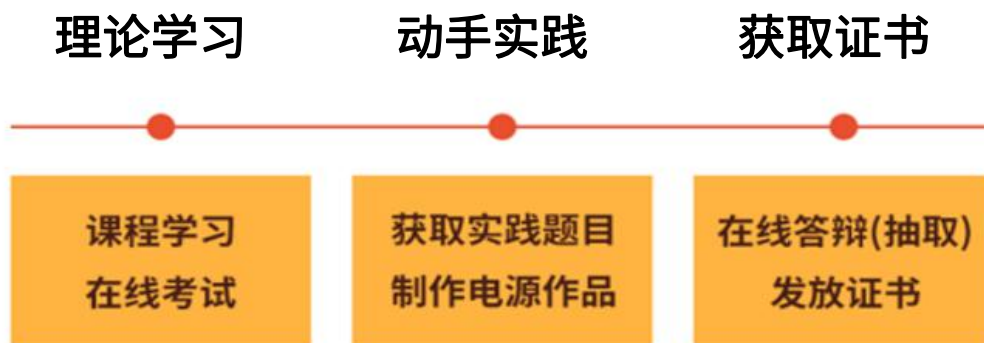 理论学习
动手实践
获取证书
课程学习
在线考试
获取实践题目
制作电源作品
在线答辩(抽取)
发放证书